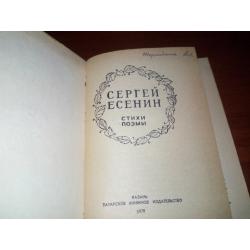 СЕРГЕЙ
ЕСЕНИН
СТИХИ
ПОЭМЫ
КАЗАНЬ
ТАТАРСКОЕ КНИЖНОЕ ИЗДАТЕЛЬСТВО